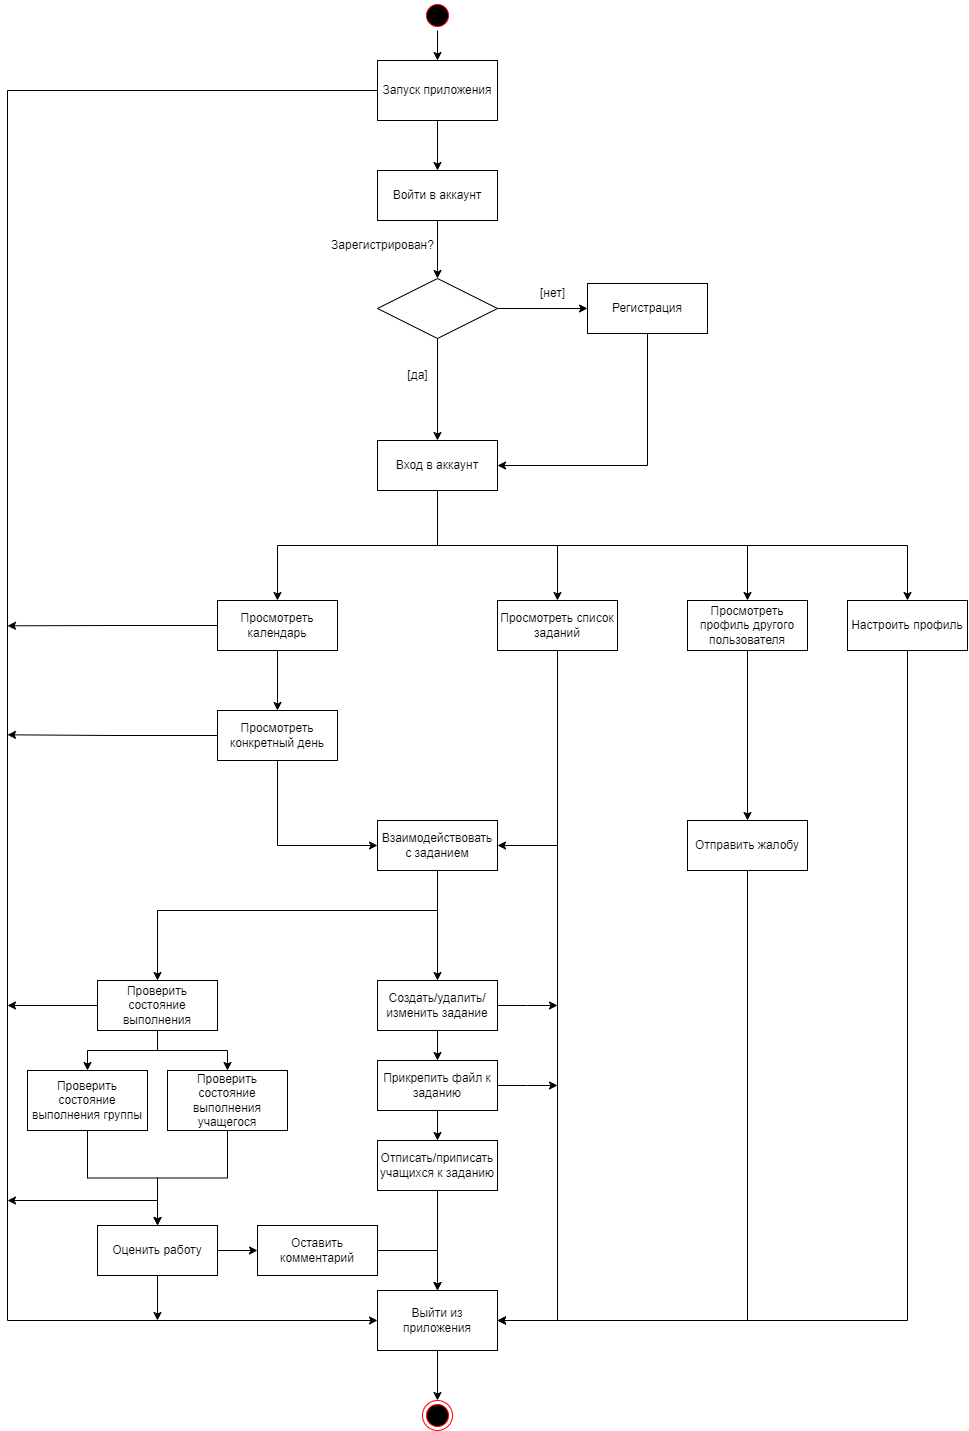 Запуск приложения
Войти в аккаунт
Зарегистрирован?
[нет]
Регистрация
[да]
Вход в аккаунт
Просмотреть
календарь
Просмотреть список
заданий
Просмотреть
профиль другого
пользователя
Настроить профиль
Просмотреть
конкретный день
Взаимодействовать
с заданием
Отправить жалобу
Проверить
состояние
выполнения
Создать/удалить/
изменить задание
Проверить
состояние
выполнения группы
Проверить
состояние
выполнения
учащегося
Прикрепить файл к
заданию
Отписать/приписать
учащихся к заданию
Оценить работу
Оставить
комментарий
Выйти из
приложения